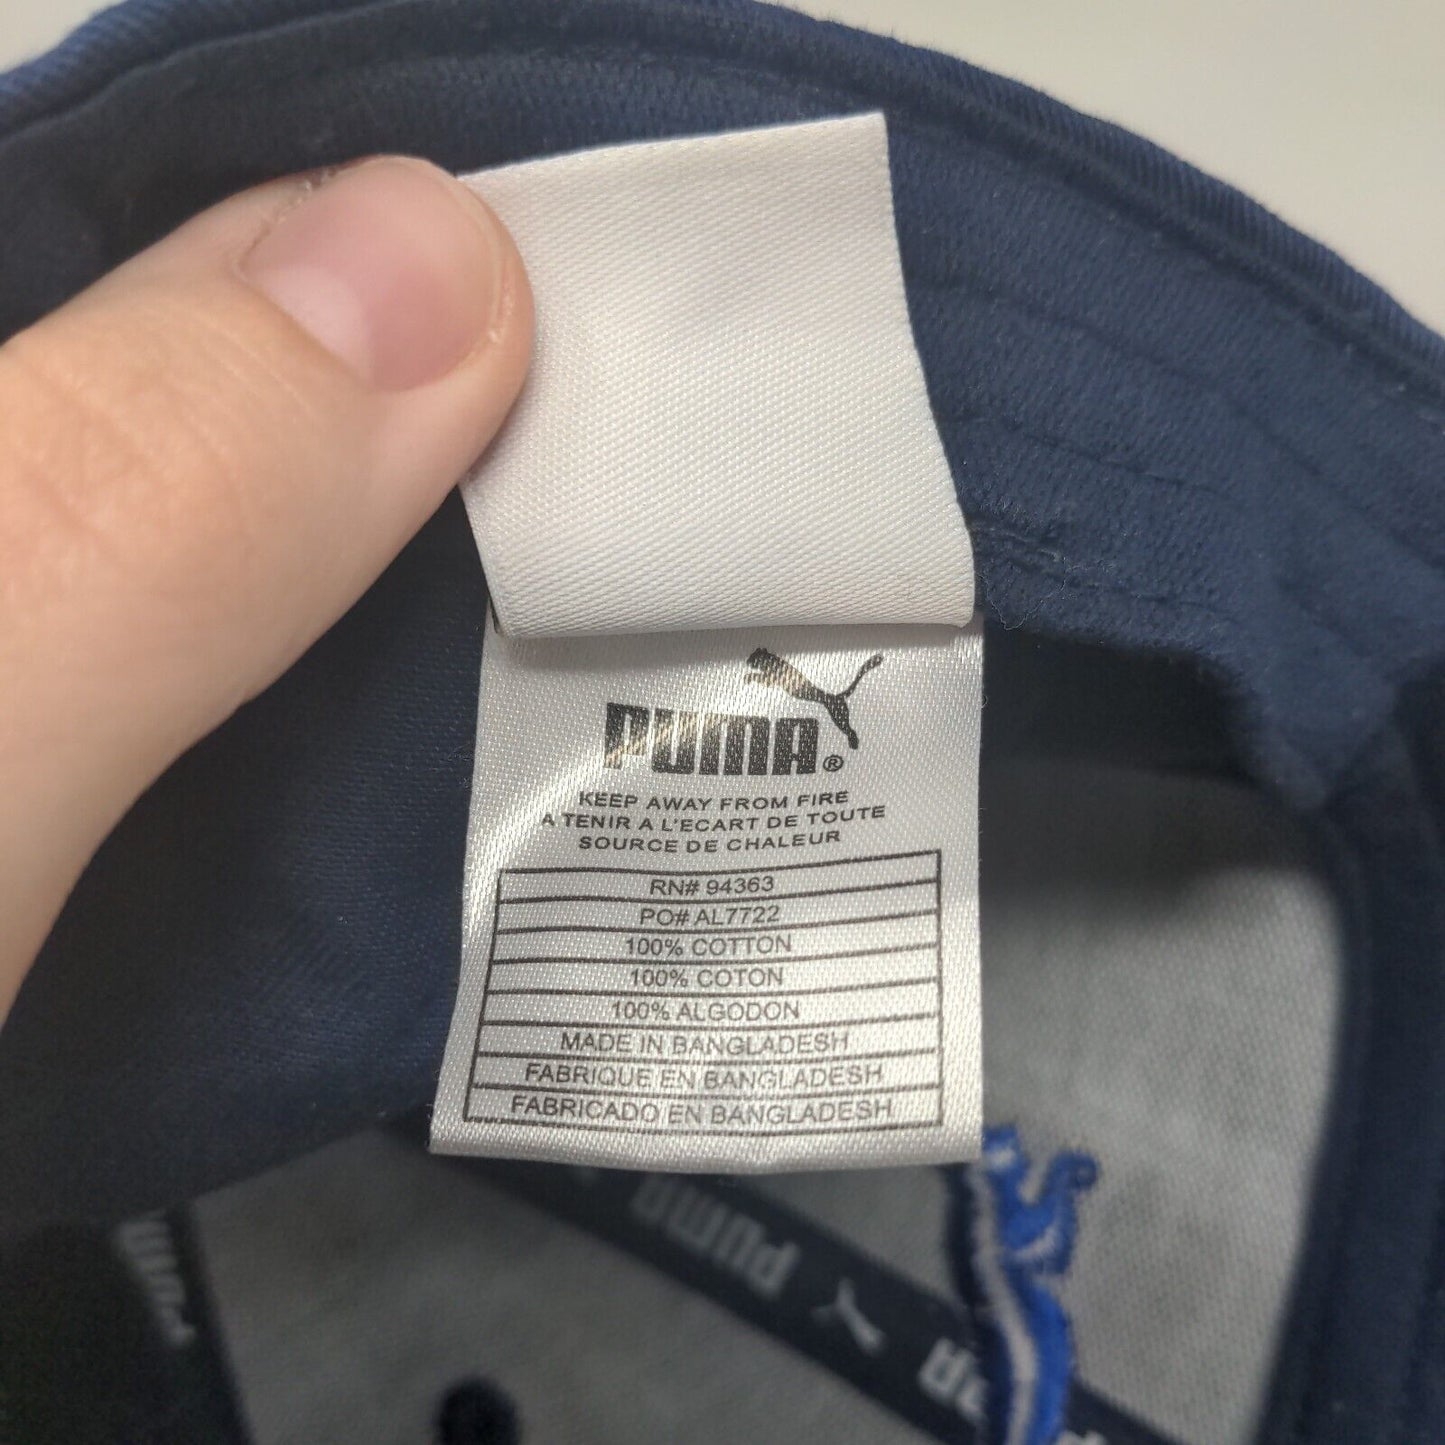 PUMA®
KEEP AWAY FROM FIRE
A TENIR A L'ECART DE TOUTE
SOURCE DE CHALEUR
RN# 94363
PO# AL7722
100% COTTON
100% COTON
100% ALGODON
MADE IN BANGLADESH
FABRIQUE EN BANGLADESH
FABRICADO EN BANGLADESH
PUMA